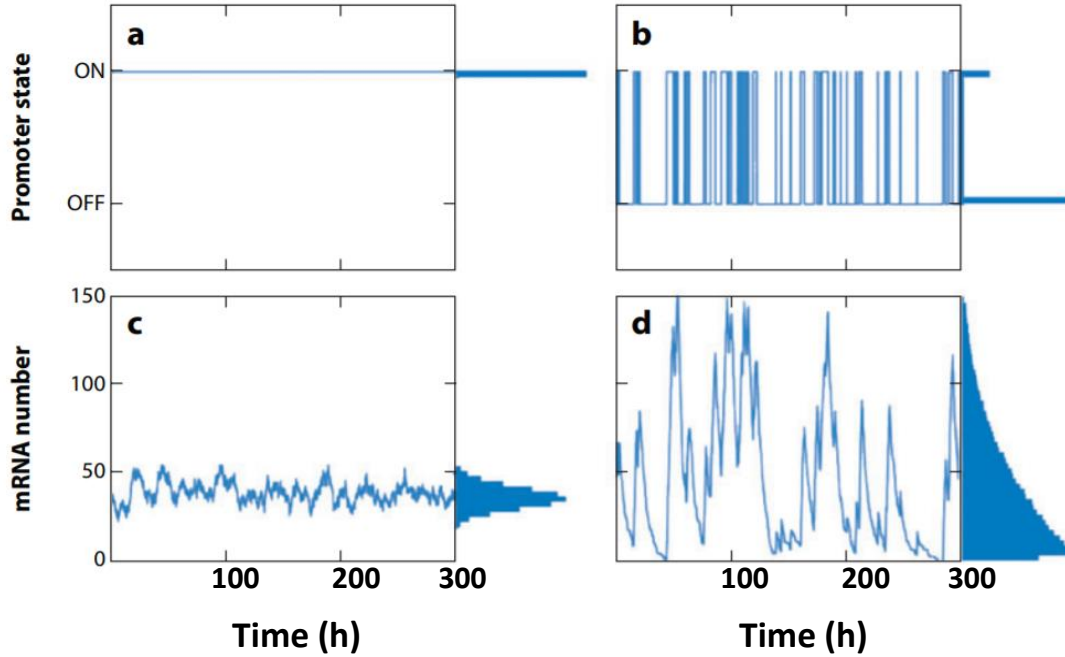 a
b
Promoter state
ON
OFF
c
d
mRNA number
150
100
50
0
100
200
300
100
200
300
Time (h)
Time (h)